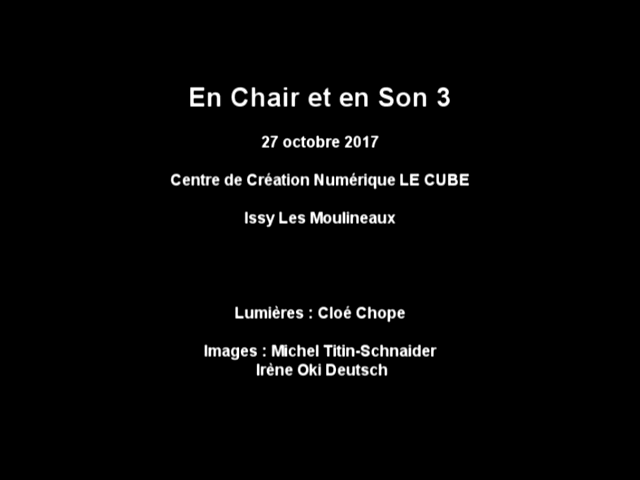 En Chair et en Son 3
27 octobre 2017
Centre de Création Numérique LE CUBE
Issy Les Moulineaux
Lumières : Cloé Chope
Images : Michel Titin-Schnaider
Irène Oki Deutsch